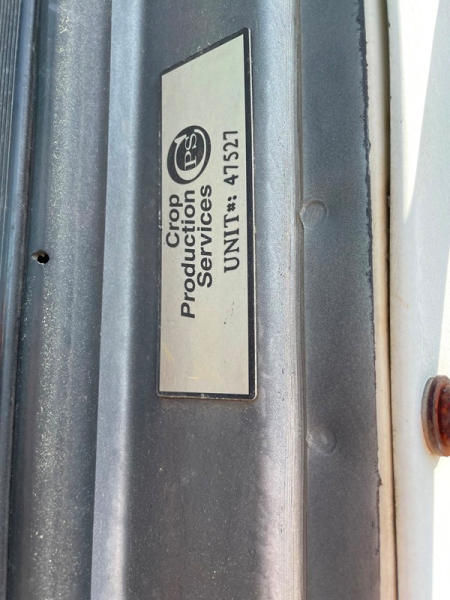 Crop
Production
Services
CPS
UNIT#: 47527